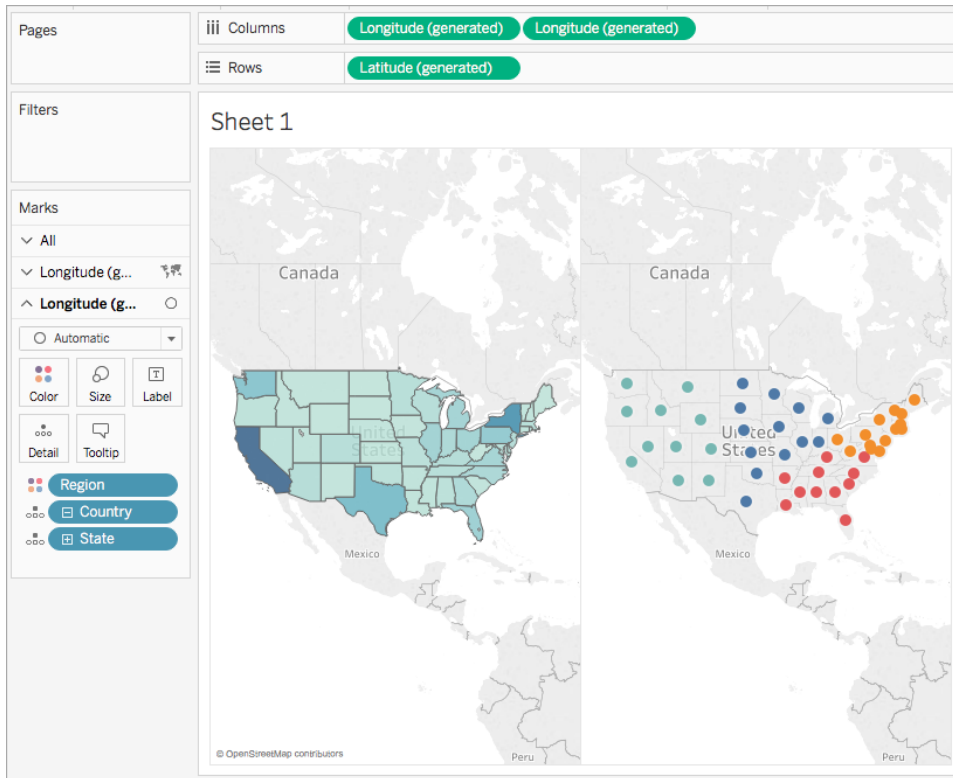 Pages
Columns
Longitude (generated)
Longitude (generated)
Rows
Latitude (generated)
Filters
Sheet 1
Marks
All
Longitude (g...
Longitude (g...
Automatic
Color
Size
T
Label
Detail
Tooltip
Region
Country
State
Canada
United
States
Mexico
© OpenStreetMap contributors
Peru
Canada
United
States
Mexico
Peru